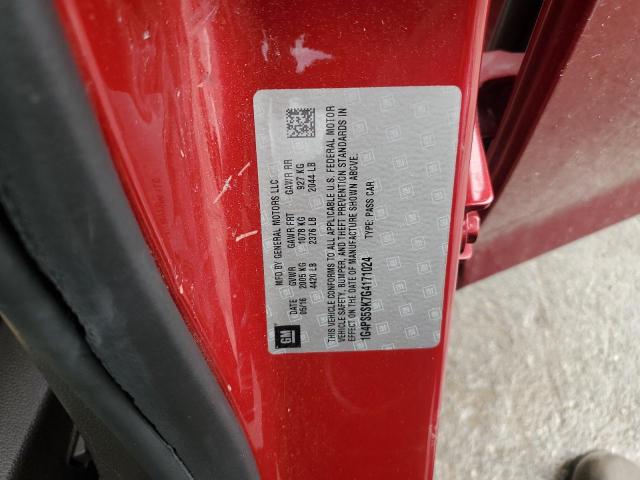 MFD BY GENERAL MOTORS LLC
DATE GVWR GAWR FRT GAWR RR
05/16 2005 KG 1078 KG 927 KG
4420 LB 2376 LB 2044 LB
THIS VEHICLE CONFORMS TO ALL APPLICABLE U.S. FEDERAL MOTOR
VEHICLE SAFETY, BUMPER, AND THEFT PREVENTION STANDARDS IN
EFFECT ON THE DATE OF MANUFACTURE SHOWN ABOVE.
1G4PS5SK7G4171024 TYPE: PASS CAR
GM